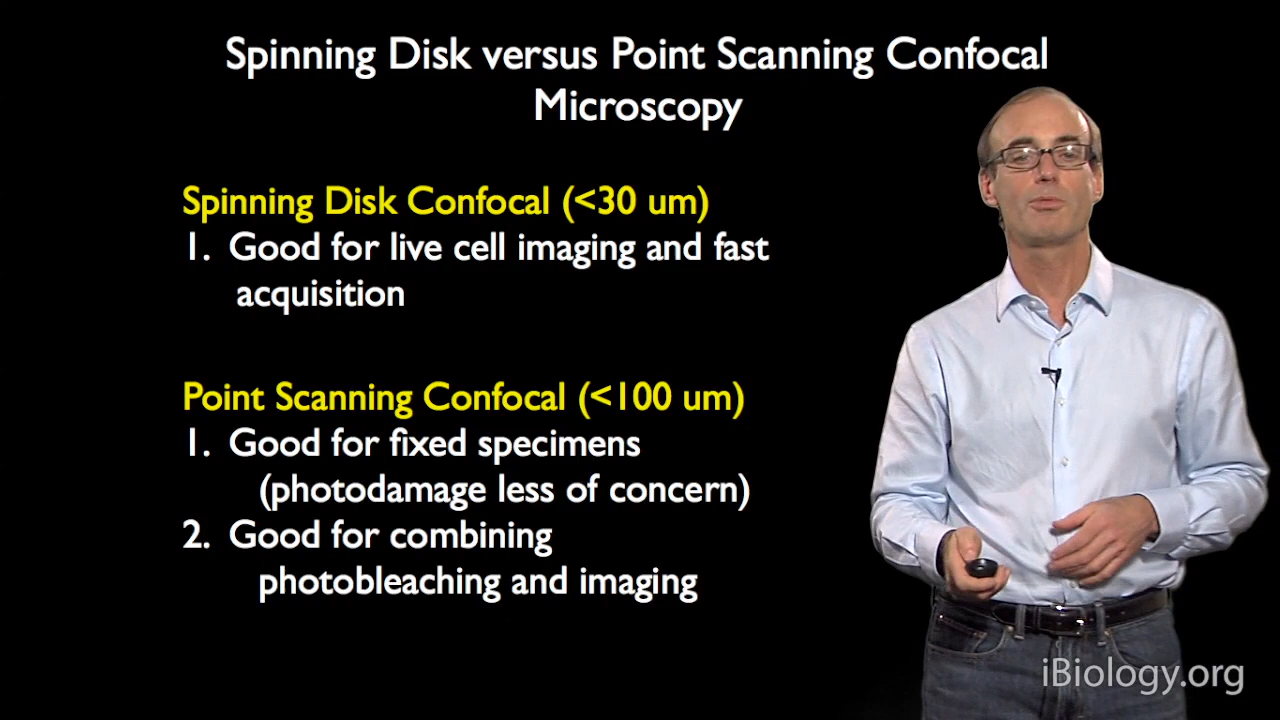 Spinning Disk versus Point Scanning Confocal
Microscopy
Spinning Disk Confocal (<30 um)
1. Good for live cell imaging and fast
acquisition
Point Scanning Confocal (<100 um)
1. Good for fixed specimens
(photodamage less of concern)
2. Good for combining
photobleaching and imaging
iBiology.org